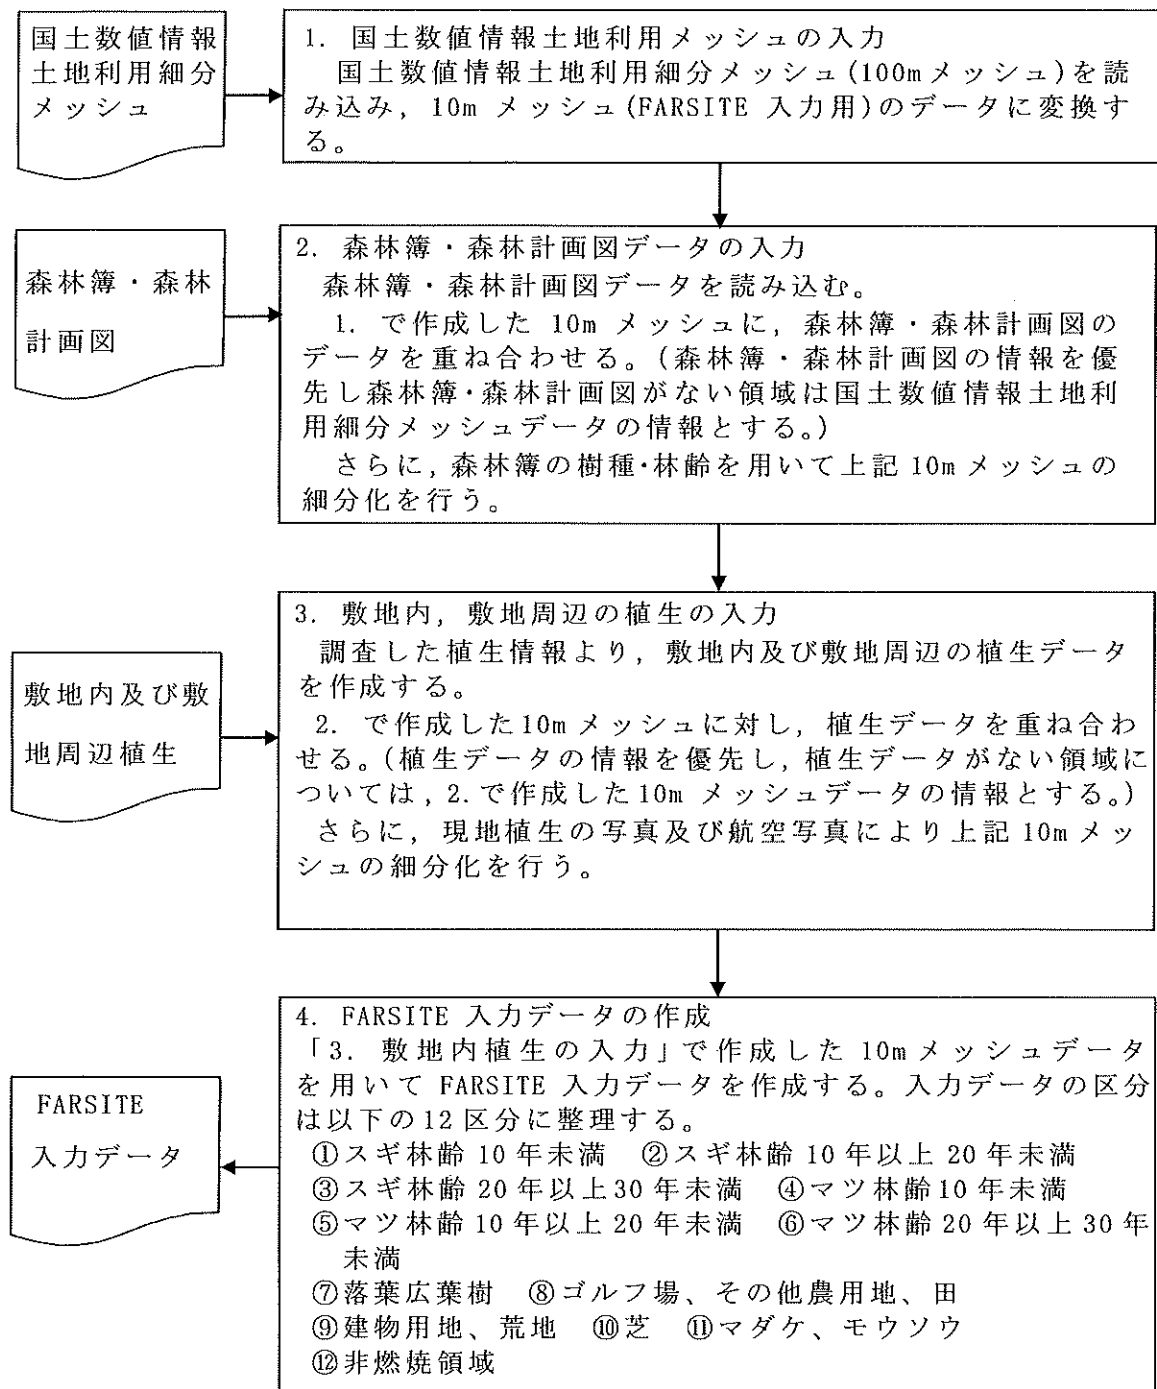 国土数値情報
土地利用細分
メッシュ
1. 国土数値情報土地利用メッシュの入力
国土数値情報土地利用細分メッシュ(100mメッシュ)を読
み込み, 10m メッシュ(FARSITE 入力用)のデータに変換す
る。
森林簿・森林
計画図
2. 森林簿・森林計画図データの入力
森林簿・森林計画図データを読み込む。
1. で作成した 10m メッシュに, 森林簿・森林計画図の
データを重ね合わせる。(森林簿・森林計画図の情報を優
先し森林簿・森林計画図がない領域は国土数値情報土地利
用細分メッシュデータの情報とする。)
さらに, 森林簿の樹種・林齢を用いて上記 10m メッシュの
細分化を行う。
敷地内及び敷
地周辺植生
3. 敷地内, 敷地周辺の植生の入力
調査した植生情報より, 敷地内及び敷地周辺の植生データ
を作成する。
2. で作成した10m メッシュに対し, 植生データを重ね合わ
せる。(植生データの情報を優先し, 植生データがない領域に
ついては, 2.で作成した10m メッシュデータの情報とする。)
さらに, 現地植生の写真及び航空写真により上記 10m メッ
シュの細分化を行う。
FARSITE
入力データ
4. FARSITE 入力データの作成
「3. 敷地内植生の入力」で作成した 10m メッシュデータ
を用いて FARSITE 入力データを作成する。入力データの区分
は以下の12区分に整理する。
①スギ林齢 10 年未満 ②スギ林齢 10 年以上 20 年未満
③スギ林齢 20 年以上30 年未満 ④マツ林齢10 年未満
⑤マツ林齢 10 年以上 20 年未満 ⑥マツ林齢 20 年以上 30 年
未満
⑦落葉広葉樹 ⑧ゴルフ場、その他農用地、田
⑨建物用地、荒地 ⑩芝 ⑪マダケ、モウソウ
⑫非燃焼領域